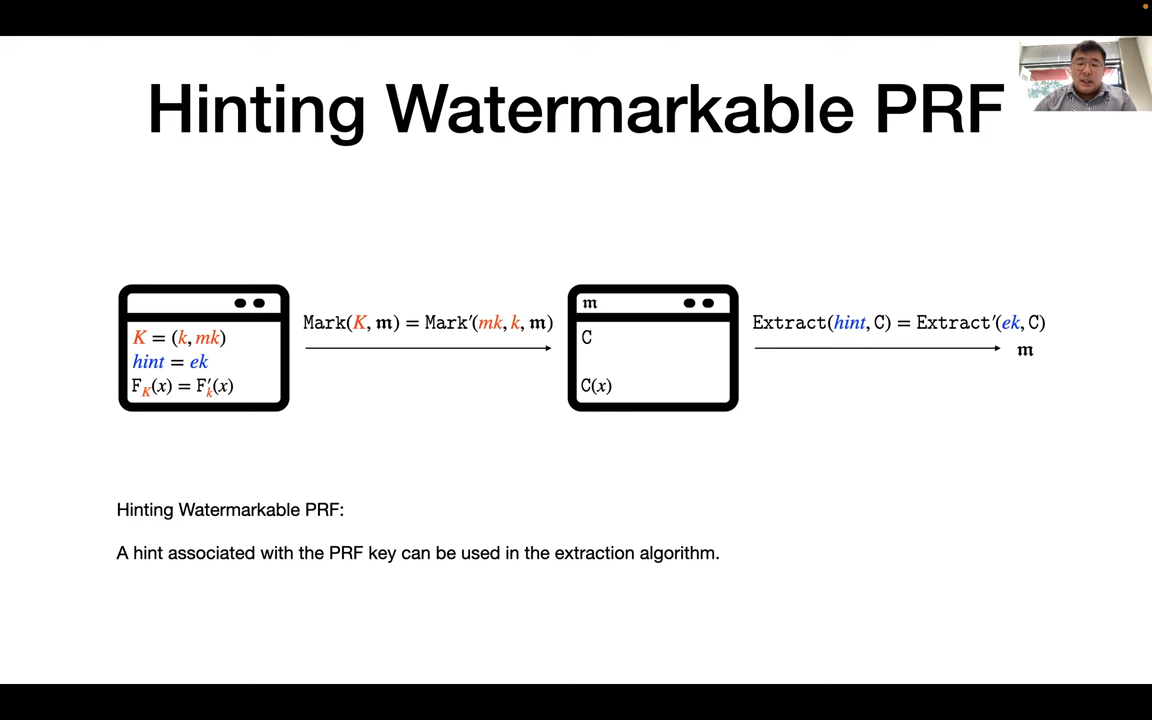 Hinting Watermarkable PRF
K = (k, mk)
hint = ek
F_K(x) = F′_k(x)
Mark(K, 𝔪) = Mark′(mk, k, 𝔪)
𝔪
C
C(x)
Extract(hint, C) = Extract′(ek, C)
𝔪
Hinting Watermarkable PRF:
A hint associated with the PRF key can be used in the extraction algorithm.